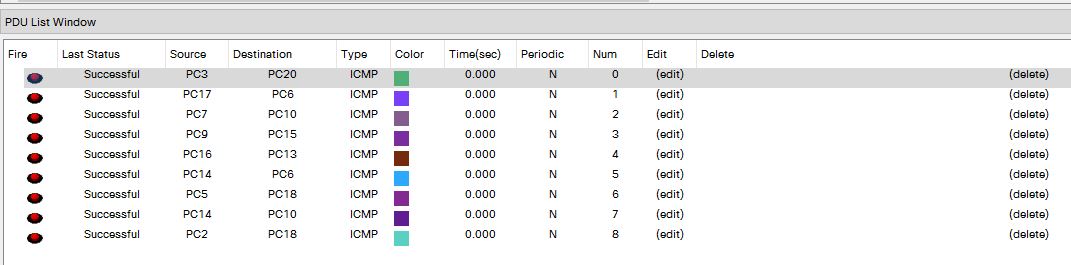 PDU List Window
Fire Last Status Source Destination Type Color Time(sec) Periodic Num Edit Delete
Successful PC3 PC20 ICMP 0.000 N 0 (edit) (delete)
Successful PC17 PC6 ICMP 0.000 N 1 (edit) (delete)
Successful PC7 PC10 ICMP 0.000 N 2 (edit) (delete)
Successful PC9 PC15 ICMP 0.000 N 3 (edit) (delete)
Successful PC16 PC13 ICMP 0.000 N 4 (edit) (delete)
Successful PC14 PC6 ICMP 0.000 N 5 (edit) (delete)
Successful PC5 PC18 ICMP 0.000 N 6 (edit) (delete)
Successful PC14 PC10 ICMP 0.000 N 7 (edit) (delete)
Successful PC2 PC18 ICMP 0.000 N 8 (edit) (delete)